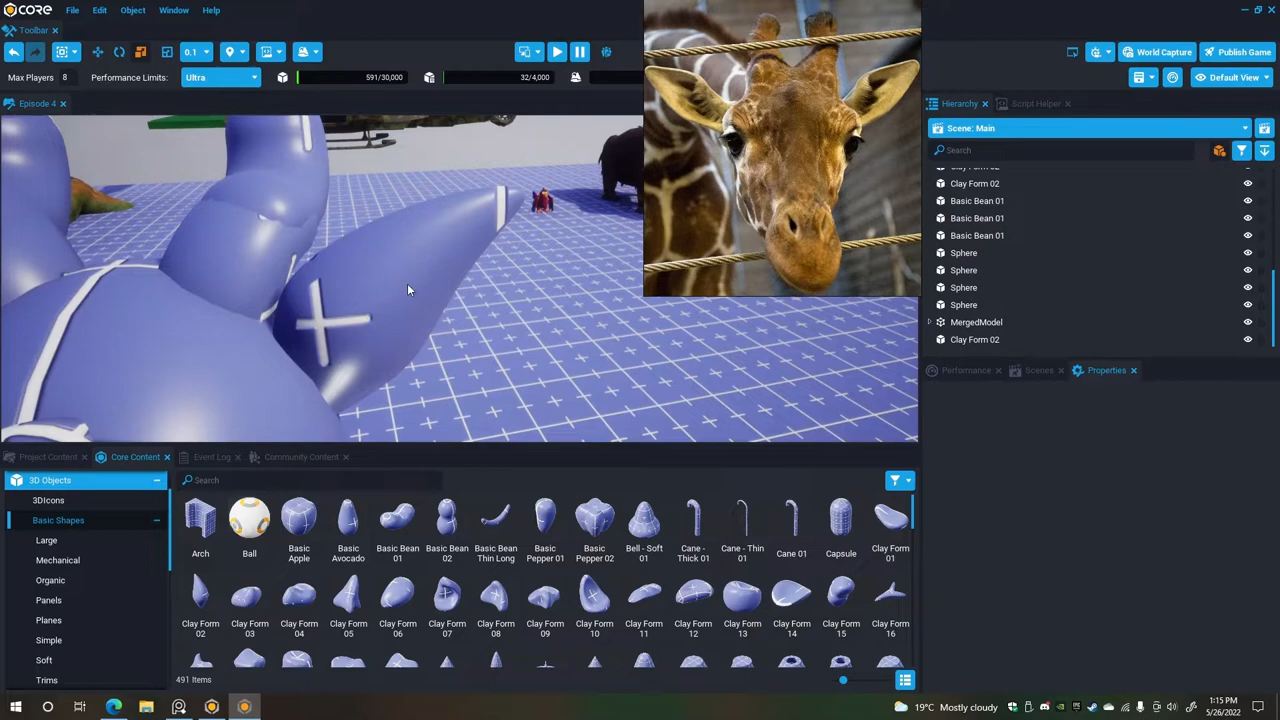 CORE File Edit Object Window Help
Toolbar
0.1 World Capture Publish Game
Max Players 8 Performance Limits: Ultra 591/30,000 32/4,000 Default View
Episode 4 Hierarchy Script Helper
Scene: Main
Search
Clay Form 02
Clay Form 02
Basic Bean 01
Basic Bean 01
Basic Bean 01
Sphere
Sphere
Sphere
Sphere
MergedModel
Clay Form 02
Performance Scenes Properties
Project Content Core Content Event Log Community Content
3D Objects Search
3DIcons
Basic Shapes
Large
Mechanical
Organic
Panels
Planes
Simple
Soft
Trims
Arch Ball Basic Apple Basic Avocado Basic Bean 01 Basic Bean 02 Basic Bean Thin Long Basic Pepper 01 Basic Pepper 02 Bell - Soft 01 Cane - Thick 01 Cane - Thin 01 Cane 01 Capsule Clay Form 01
Clay Form 02 Clay Form 03 Clay Form 04 Clay Form 05 Clay Form 06 Clay Form 07 Clay Form 08 Clay Form 09 Clay Form 10 Clay Form 11 Clay Form 12 Clay Form 13 Clay Form 14 Clay Form 15 Clay Form 16
491 Items
19°C Mostly cloudy 1:15 PM
5/26/2022